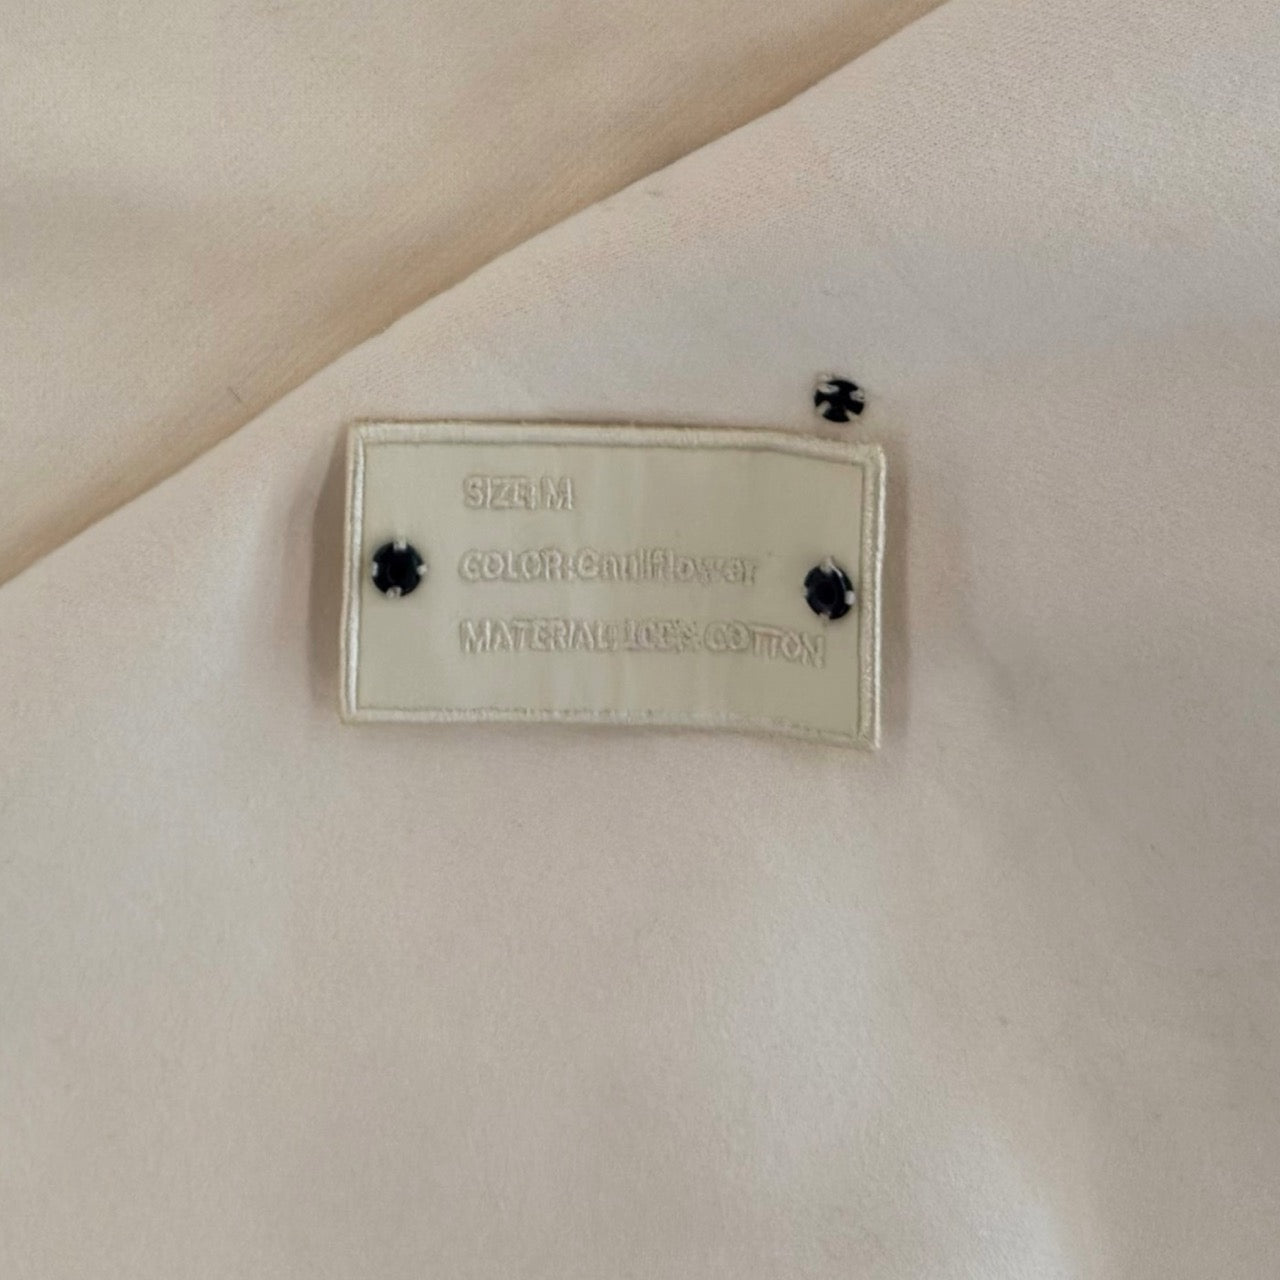 SIZE: M
COLOR: Cauliflower
MATERIAL: 100% COTTON